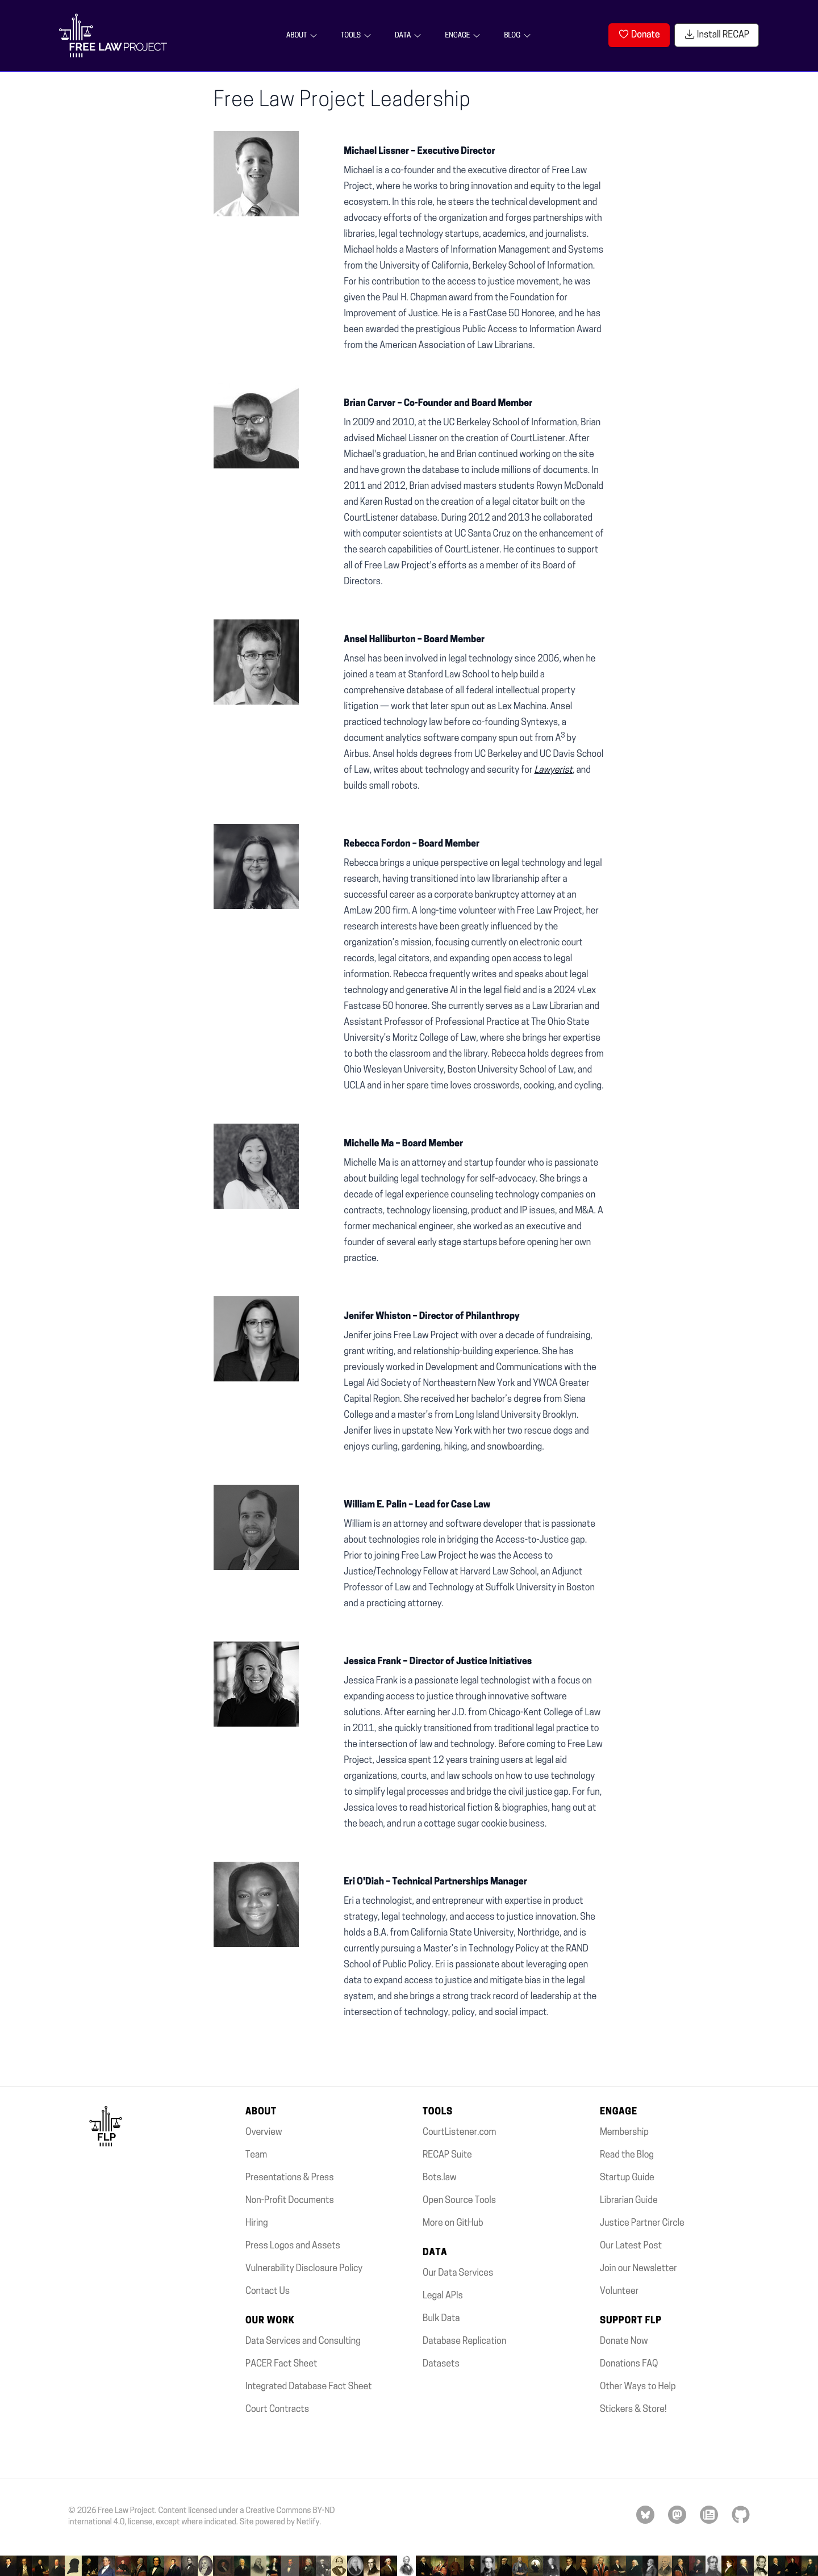 FREE LAW PROJECT
ABOUT
TOOLS
DATA
ENGAGE
BLOG
Donate
Install RECAP
Free Law Project Leadership
Michael Lissner – Executive Director
Michael is a co-founder and the executive director of Free Law
Project, where he works to bring innovation and equity to the legal
ecosystem. In this role, he steers the technical development and
advocacy efforts of the organization and forges partnerships with
libraries, legal technology startups, academics, and journalists.
Michael holds a Masters of Information Management and Systems
from the University of California, Berkeley School of Information.
For his contribution to the access to justice movement, he was
given the Paul H. Chapman award from the Foundation for
Improvement of Justice. He is a FastCase 50 Honoree, and he has
been awarded the prestigious Public Access to Information Award
from the American Association of Law Librarians.
Brian Carver – Co-Founder and Board Member
In 2009 and 2010, at the UC Berkeley School of Information, Brian
advised Michael Lissner on the creation of CourtListener. After
Michael's graduation, he and Brian continued working on the site
and have grown the database to include millions of documents. In
2011 and 2012, Brian advised masters students Rowyn McDonald
and Karen Rustad on the creation of a legal citator built on the
CourtListener database. During 2012 and 2013 he collaborated
with computer scientists at UC Santa Cruz on the enhancement of
the search capabilities of CourtListener. He continues to support
all of Free Law Project's efforts as a member of its Board of
Directors.
Ansel Halliburton – Board Member
Ansel has been involved in legal technology since 2006, when he
joined a team at Stanford Law School to help build a
comprehensive database of all federal intellectual property
litigation — work that later spun out as Lex Machina. Ansel
practiced technology law before co-founding Syntexys, a
document analytics software company spun out from A3 by
Airbus. Ansel holds degrees from UC Berkeley and UC Davis School
of Law, writes about technology and security for Lawyerist, and
builds small robots.
Rebecca Fordon – Board Member
Rebecca brings a unique perspective on legal technology and legal
research, having transitioned into law librarianship after a
successful career as a corporate bankruptcy attorney at an
AmLaw 200 firm. A long-time volunteer with Free Law Project, her
research interests have been greatly influenced by the
organization's mission, focusing currently on electronic court
records, legal citators, and expanding open access to legal
information. Rebecca frequently writes and speaks about legal
technology and generative AI in the legal field and is a 2024 vLex
Fastcase 50 honoree. She currently serves as a Law Librarian and
Assistant Professor of Professional Practice at The Ohio State
University's Moritz College of Law, where she brings her expertise
to both the classroom and the library. Rebecca holds degrees from
Ohio Wesleyan University, Boston University School of Law, and
UCLA and in her spare time loves crosswords, cooking, and cycling.
Michelle Ma – Board Member
Michelle Ma is an attorney and startup founder who is passionate
about building legal technology for self-advocacy. She brings a
decade of legal experience counseling technology companies on
contracts, technology licensing, product and IP issues, and M&A. A
former mechanical engineer, she worked as an executive and
founder of several early stage startups before opening her own
practice.
Jenifer Whiston – Director of Philanthropy
Jenifer joins Free Law Project with over a decade of fundraising,
grant writing, and relationship-building experience. She has
previously worked in Development and Communications with the
Legal Aid Society of Northeastern New York and YWCA Greater
Capital Region. She received her bachelor's degree from Siena
College and a master's from Long Island University Brooklyn.
Jenifer lives in upstate New York with her two rescue dogs and
enjoys curling, gardening, hiking, and snowboarding.
William E. Palin – Lead for Case Law
William is an attorney and software developer that is passionate
about technologies role in bridging the Access-to-Justice gap.
Prior to joining Free Law Project he was the Access to
Justice/Technology Fellow at Harvard Law School, an Adjunct
Professor of Law and Technology at Suffolk University in Boston
and a practicing attorney.
Jessica Frank – Director of Justice Initiatives
Jessica Frank is a passionate legal technologist with a focus on
expanding access to justice through innovative software
solutions. After earning her J.D. from Chicago-Kent College of Law
in 2011, she quickly transitioned from traditional legal practice to
the intersection of law and technology. Before coming to Free Law
Project, Jessica spent 12 years training users at legal aid
organizations, courts, and law schools on how to use technology
to simplify legal processes and bridge the civil justice gap. For fun,
Jessica loves to read historical fiction & biographies, hang out at
the beach, and run a cottage sugar cookie business.
Eri O'Diah – Technical Partnerships Manager
Eri a technologist, and entrepreneur with expertise in product
strategy, legal technology, and access to justice innovation. She
holds a B.A. from California State University, Northridge, and is
currently pursuing a Master's in Technology Policy at the RAND
School of Public Policy. Eri is passionate about leveraging open
data to expand access to justice and mitigate bias in the legal
system, and she brings a strong track record of leadership at the
intersection of technology, policy, and social impact.
FLP
ABOUT
Overview
Team
Presentations & Press
Non-Profit Documents
Hiring
Press Logos and Assets
Vulnerability Disclosure Policy
Contact Us
OUR WORK
Data Services and Consulting
PACER Fact Sheet
Integrated Database Fact Sheet
Court Contracts
TOOLS
CourtListener.com
RECAP Suite
Bots.law
Open Source Tools
More on GitHub
DATA
Our Data Services
Legal APIs
Bulk Data
Database Replication
Datasets
ENGAGE
Membership
Read the Blog
Startup Guide
Librarian Guide
Justice Partner Circle
Our Latest Post
Join our Newsletter
Volunteer
SUPPORT FLP
Donate Now
Donations FAQ
Other Ways to Help
Stickers & Store!
© 2026 Free Law Project. Content licensed under a Creative Commons BY-ND
international 4.0, license, except where indicated. Site powered by Netlify.